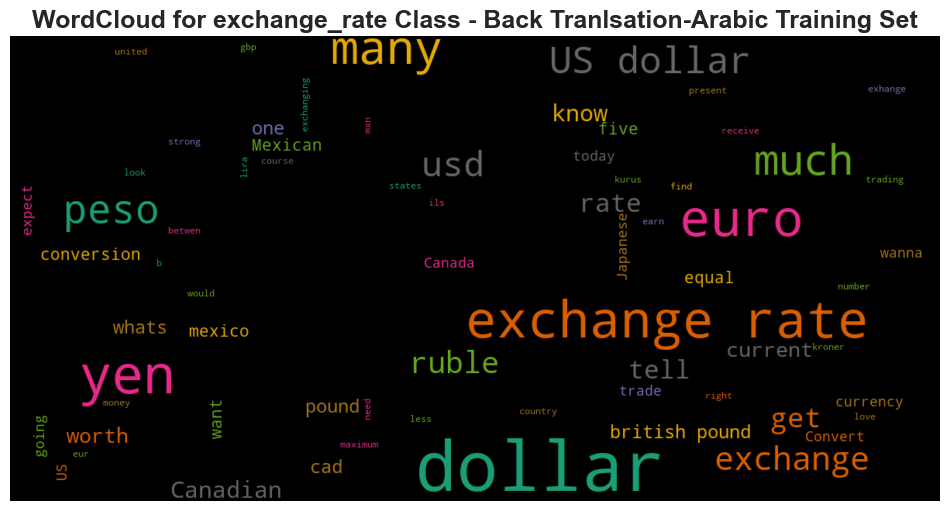 WordCloud for exchange_rate Class - Back Tranlsation-Arabic Training Set
many
US dollar
united
gbp
exchanging
present
exhange
know
five
one
Mexican
mxn
receive
strong
course
lira
look
usd
today
much
states
kurus
find
trading
expect
peso
ils
rate
euro
betwen
earn
Japanese
conversion
b
Canada
equal
wanna
number
would
whats
mexico
exchange rate
current
kroner
ruble
tell
yen
trade
right
money
pound
need
less
country
currency
love
want
going
worth
eur
get
british pound
Convert
maximum
US
cad
dollar
exchange
Canadian